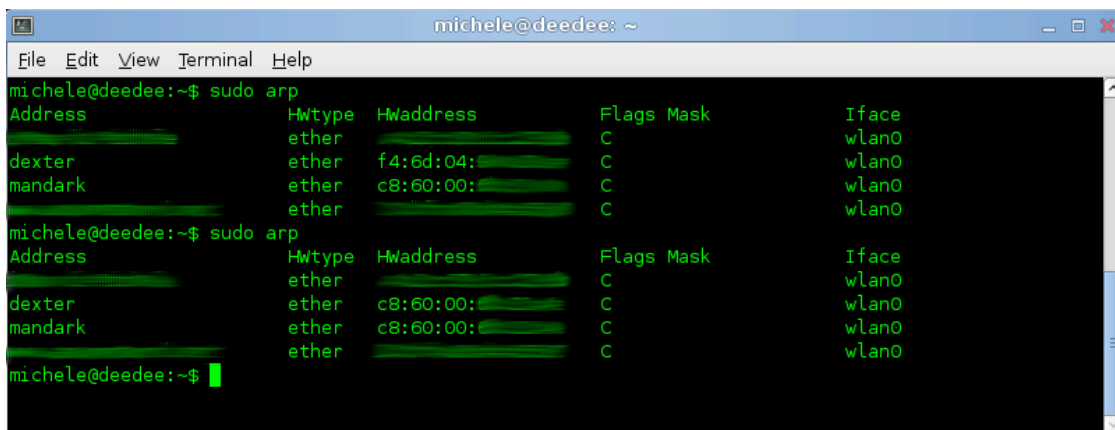 michele@deedee: ~
File Edit View Terminal Help
michele@deedee:~$ sudo arp
Address HWtype HWaddress Flags Mask Iface
ether C wlan0
dexter ether f4:6d:04: C wlan0
mandark ether c8:60:00: C wlan0
ether C wlan0
michele@deedee:~$ sudo arp
Address HWtype HWaddress Flags Mask Iface
ether C wlan0
dexter ether c8:60:00: C wlan0
mandark ether c8:60:00: C wlan0
ether C wlan0
michele@deedee:~$